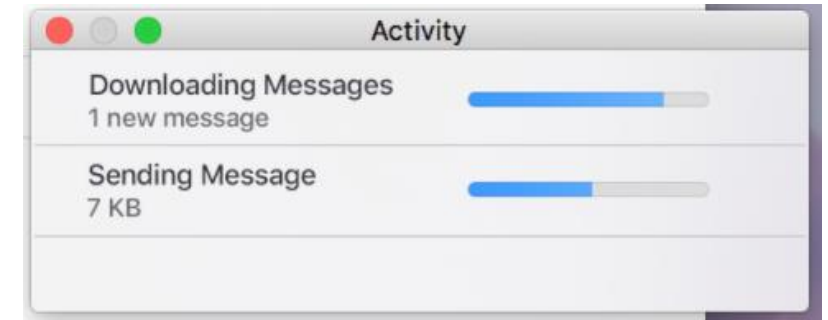 Activity
Downloading Messages
1 new message
Sending Message
7 KB